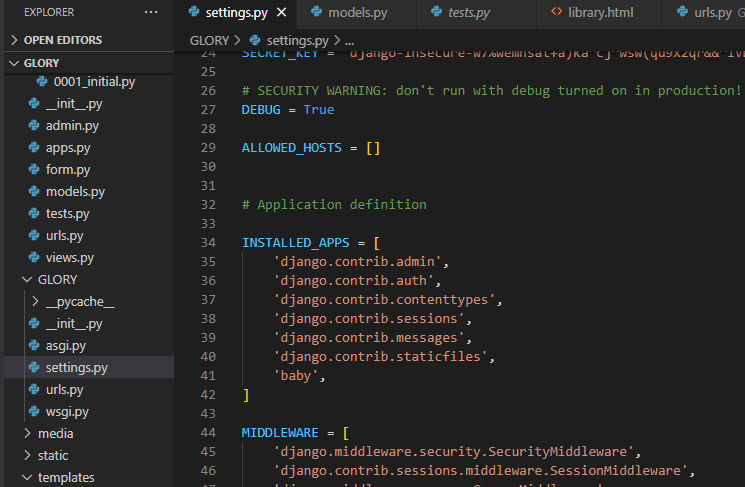 EXPLORER ...
OPEN EDITORS
GLORY
0001_initial.py
__init__.py
admin.py
apps.py
form.py
models.py
tests.py
urls.py
views.py
GLORY
__pycache__
__init__.py
asgi.py
settings.py
urls.py
wsgi.py
media
static
templates
settings.py models.py tests.py library.html urls.py
GLORY > settings.py > ...
24 SECRET_KEY =
25
26 # SECURITY WARNING: don't run with debug turned on in production!
27 DEBUG = True
28
29 ALLOWED_HOSTS = []
30
31
32 # Application definition
33
34 INSTALLED_APPS = [
35 'django.contrib.admin',
36 'django.contrib.auth',
37 'django.contrib.contenttypes',
38 'django.contrib.sessions',
39 'django.contrib.messages',
40 'django.contrib.staticfiles',
41 'baby',
42 ]
43
44 MIDDLEWARE = [
45 'django.middleware.security.SecurityMiddleware',
46 'django.contrib.sessions.middleware.SessionMiddleware',